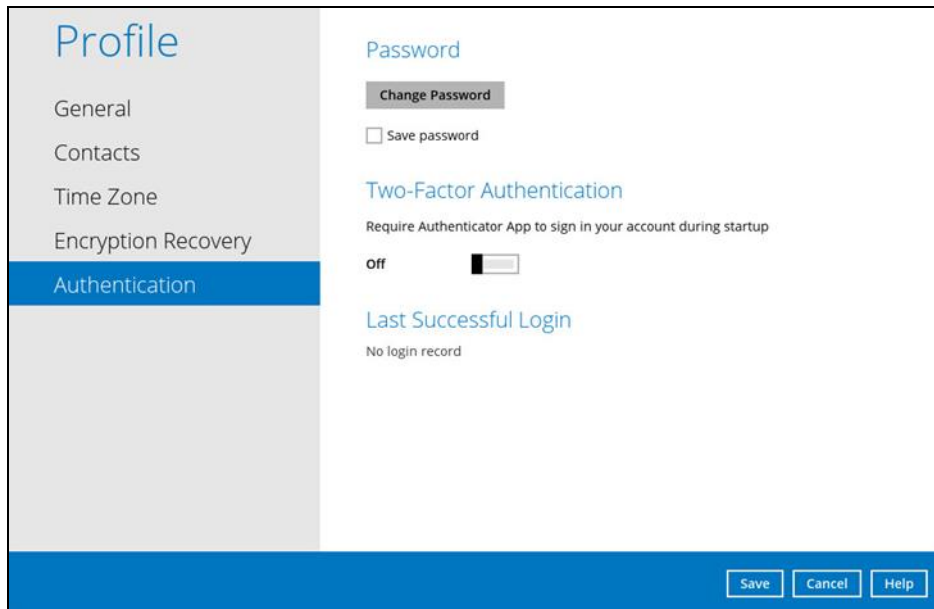 Profile
General
Contacts
Time Zone
Encryption Recovery
Authentication
Password
Change Password
Save password
Two-Factor Authentication
Require Authenticator App to sign in your account during startup
Off
Last Successful Login
No login record
Save Cancel Help